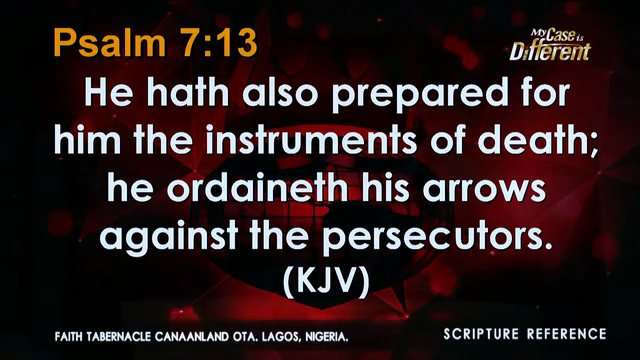 Psalm 7:13
My Case is
Different
He hath also prepared for
him the instruments of death;
he ordaineth his arrows
against the persecutors.
(KJV)
FAITH TABERNACLE CANAANLAND OTA. LAGOS, NIGERIA.
SCRIPTURE REFERENCE